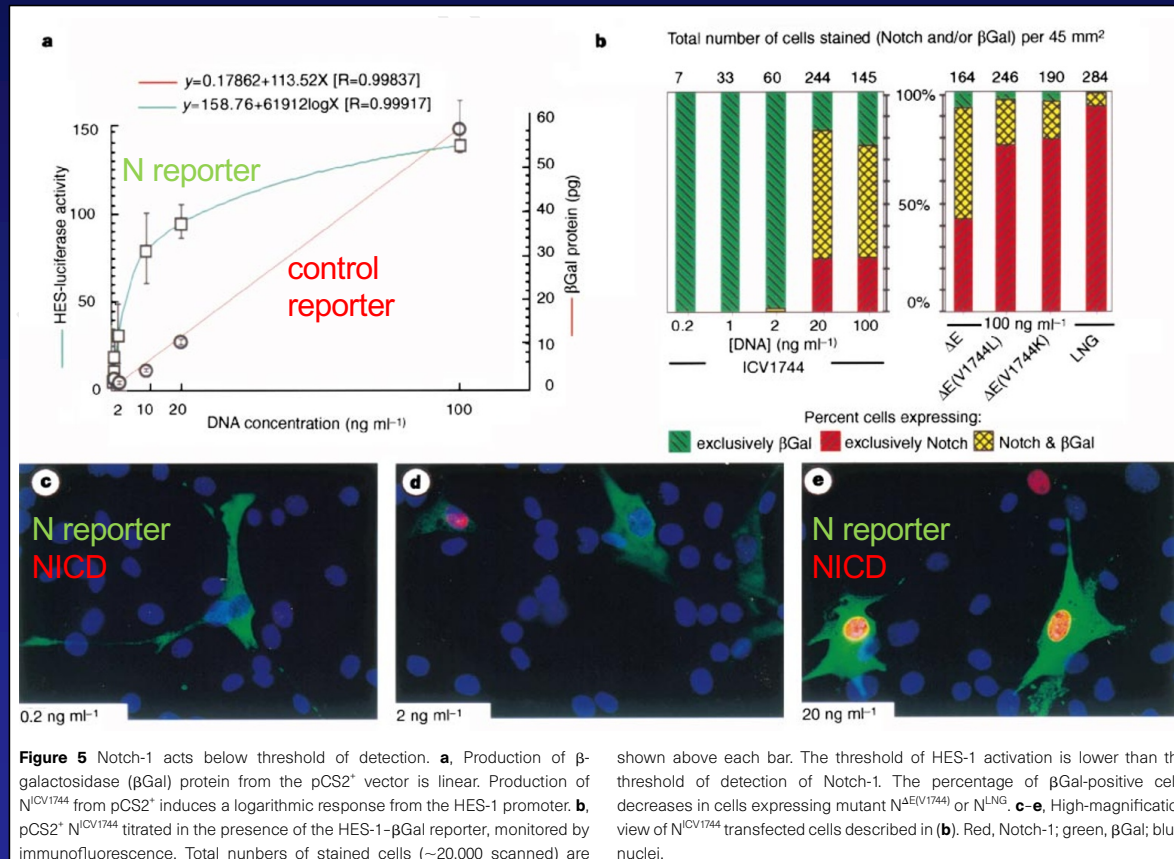 a
y=0.17862+113.52X [R=0.99837]
y=158.76+61912logX [R=0.99917]
HES-luciferase activity
150
100
50
0
N reporter
control
reporter
60
50
40
30
20
10
0
βGal protein (pg)
2 10 20 100
DNA concentration (ng ml⁻¹)
b
Total number of cells stained (Notch and/or βGal) per 45 mm²
7 33 60 244 145
164 246 190 284
100%
50%
0%
0.2 1 2 20 100
[DNA] (ng ml⁻¹)
ICV1744
100 ng ml⁻¹
ΔE
ΔE(V1744L)
ΔE(V1744K)
LNG
Percent cells expressing:
exclusively βGal exclusively Notch Notch & βGal
c
N reporter
NICD
0.2 ng ml⁻¹
d
2 ng ml⁻¹
e
N reporter
NICD
20 ng ml⁻¹
Figure 5 Notch-1 acts below threshold of detection. a, Production of β-
galactosidase (βGal) protein from the pCS2⁺ vector is linear. Production of
Nᴵᶜⱽ¹⁷⁴⁴ from pCS2⁺ induces a logarithmic response from the HES-1 promoter. b,
pCS2⁺ Nᴵᶜⱽ¹⁷⁴⁴ titrated in the presence of the HES-1–βGal reporter, monitored by
immunofluorescence. Total nunbers of stained cells (~20,000 scanned) are
shown above each bar. The threshold of HES-1 activation is lower than th
threshold of detection of Notch-1. The percentage of βGal-positive cell
decreases in cells expressing mutant N^ΔE(V1744) or N^LNG. c–e, High-magnificatio
view of Nᴵᶜⱽ¹⁷⁴⁴ transfected cells described in (b). Red, Notch-1; green, βGal; blu
nuclei.